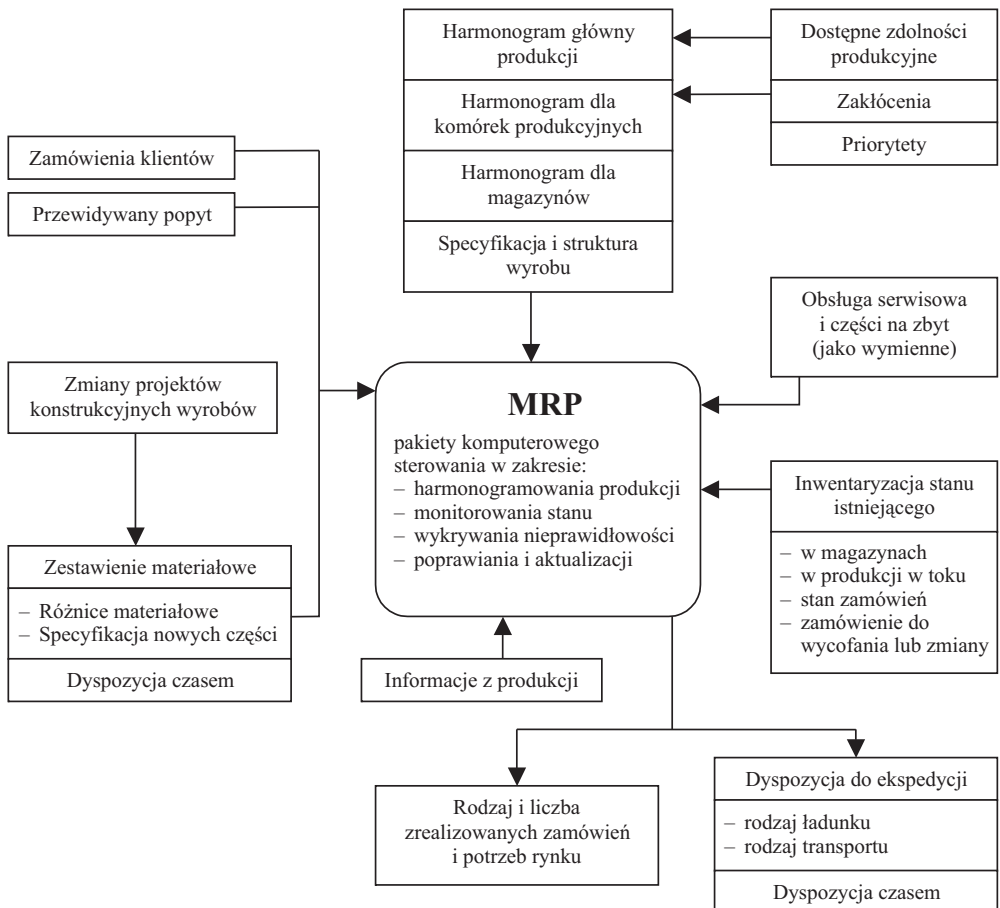 Harmonogram główny
produkcji
Harmonogram dla
komórek produkcyjnych
Harmonogram dla
magazynów
Specyfikacja i struktura
wyrobu
Dostępne zdolności
produkcyjne
Zakłócenia
Priorytety
Zamówienia klientów
Przewidywany popyt
Obsługa serwisowa
i części na zbyt
(jako wymienne)
Zmiany projektów
konstrukcyjnych wyrobów
MRP
pakiety komputerowego
sterowania w zakresie:
– harmonogramowania produkcji
– monitorowania stanu
– wykrywania nieprawidłowości
– poprawiania i aktualizacji
Inwentaryzacja stanu
istniejącego
– w magazynach
– w produkcji w toku
– stan zamówień
– zamówienie do
wycofania lub zmiany
Zestawienie materiałowe
– Różnice materiałowe
– Specyfikacja nowych części
Dyspozycja czasem
Informacje z produkcji
Rodzaj i liczba
zrealizowanych zamówień
i potrzeb rynku
Dyspozycja do ekspedycji
– rodzaj ładunku
– rodzaj transportu
Dyspozycja czasem